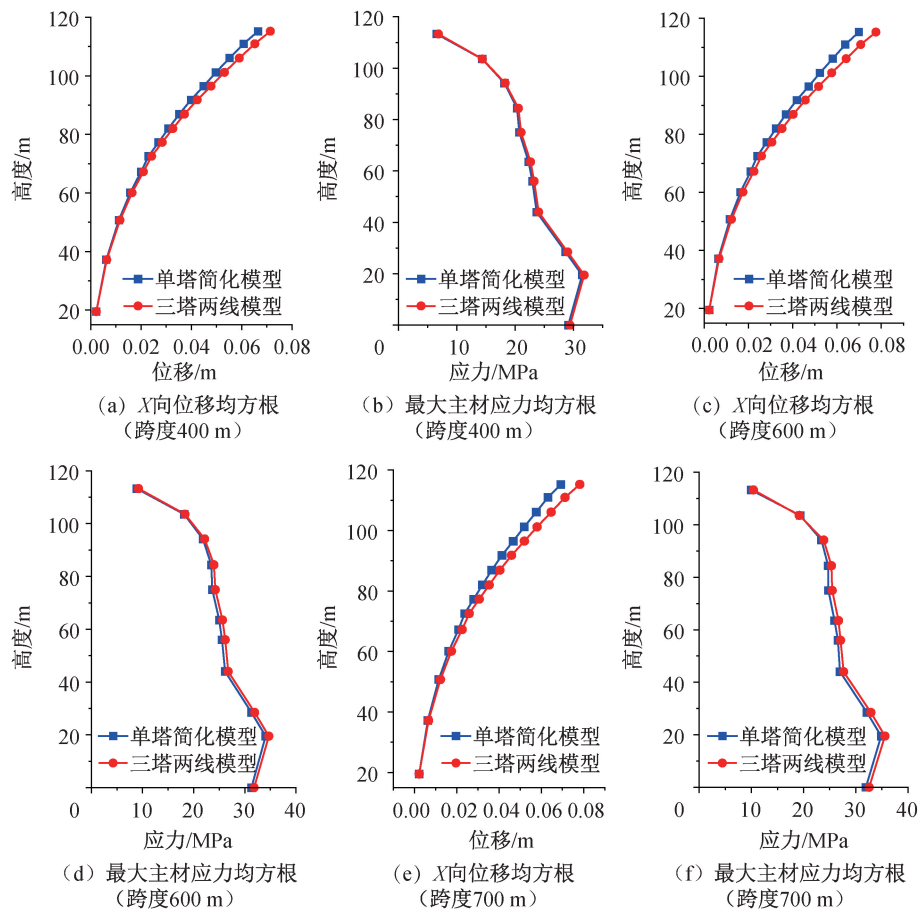 120
100
80
60
40
20
高度/m
单塔简化模型
三塔两线模型
0.00 0.02 0.04 0.06 0.08
位移/m
(a) X向位移均方根
(跨度400 m)
120
100
80
60
40
20
0
高度/m
单塔简化模型
三塔两线模型
10 20 30
应力/MPa
(b) 最大主材应力均方根
(跨度400 m)
120
100
80
60
40
20
高度/m
单塔简化模型
三塔两线模型
0.00 0.02 0.04 0.06 0.08
位移/m
(c) X向位移均方根
(跨度600 m)
120
100
80
60
40
20
0
高度/m
单塔简化模型
三塔两线模型
10 20 30 40
应力/MPa
(d) 最大主材应力均方根
(跨度600 m)
120
100
80
60
40
20
高度/m
单塔简化模型
三塔两线模型
0.00 0.02 0.04 0.06 0.08
位移/m
(e) X向位移均方根
(跨度700 m)
120
100
80
60
40
20
0
高度/m
单塔简化模型
三塔两线模型
10 20 30 40
应力/MPa
(f) 最大主材应力均方根
(跨度700 m)